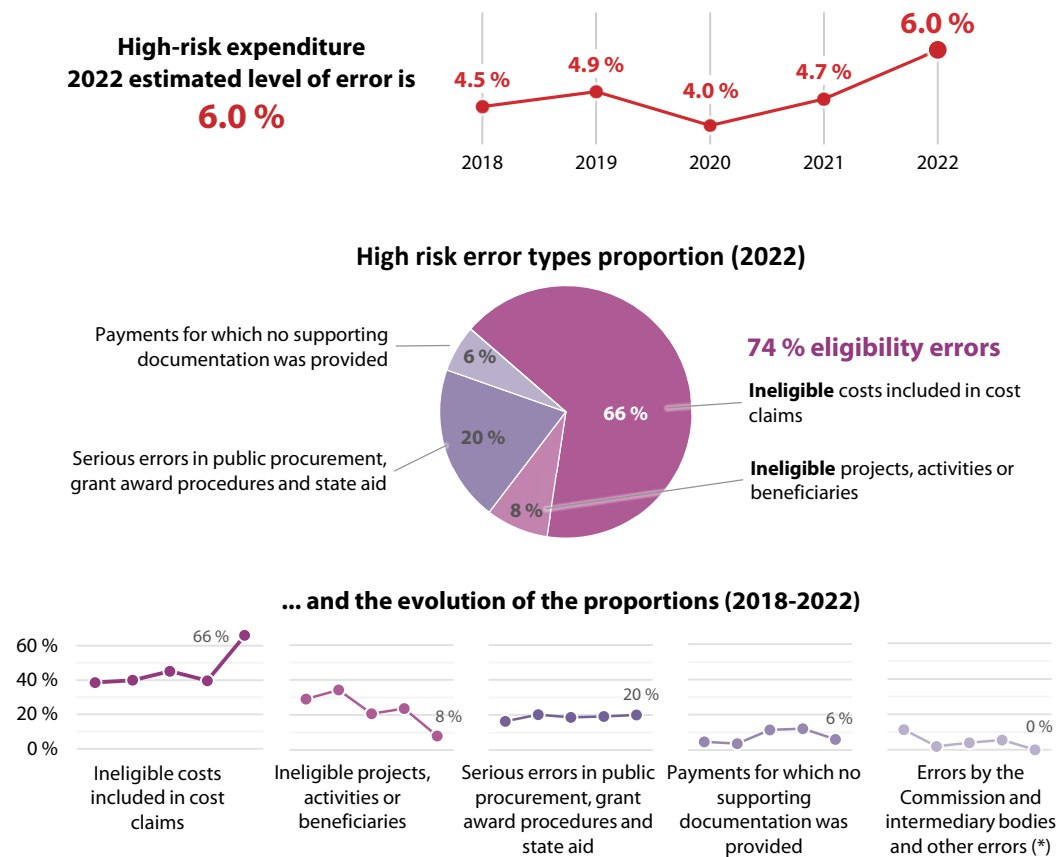 High-risk expenditure
2022 estimated level of error is
6.0 %
4.5 %
4.9 %
4.0 %
4.7 %
6.0 %
2018
2019
2020
2021
2022
High risk error types proportion (2022)
Payments for which no supporting
documentation was provided
6 %
Serious errors in public procurement,
grant award procedures and state aid
20 %
66 %
8 %
74 % eligibility errors
Ineligible costs included in cost
claims
Ineligible projects, activities or
beneficiaries
... and the evolution of the proportions (2018-2022)
60 %
40 %
20 %
0 %
66 %
8 %
20 %
6 %
0 %
Ineligible costs
included in cost
claims
Ineligible projects,
activities or
beneficiaries
Serious errors in public
procurement, grant
award procedures and
state aid
Payments for which no
supporting
documentation was
provided
Errors by the
Commission and
intermediary bodies
and other errors (*)